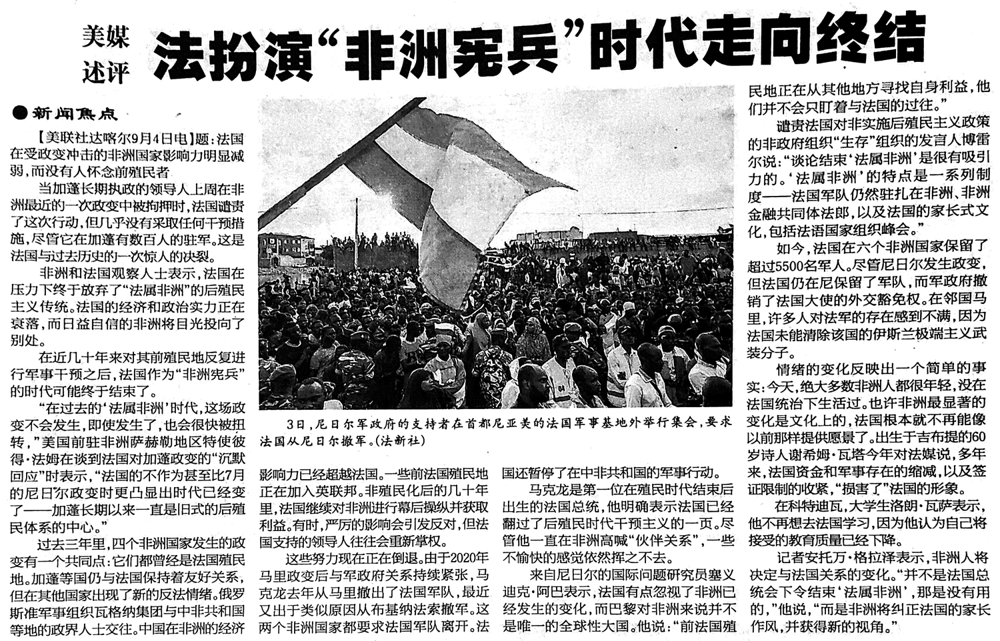 美媒
述评
法扮演“非洲宪兵”时代走向终结
●新闻焦点
【美联社达喀尔9月4日电】题：法国
在受政变冲击的非洲国家影响力明显减
弱，而没有人怀念前殖民者
当加蓬长期执政的领导人上周在非
洲最近的一次政变中被拘押时，法国谴责
了这次行动，但几乎没有采取任何干预措
施，尽管它在加蓬有数百人的驻军。这是
法国与过去历史的一次惊人的决裂。
非洲和法国观察人士表示，法国在
压力下终于放弃了“法属非洲”的后殖民
主义传统。法国的经济和政治实力正在
衰落，而日益自信的非洲将目光投向了
别处。
在近几十年来对其前殖民地反复进
行军事干预之后，法国作为“非洲宪兵”
的时代可能终于结束了。
“在过去的‘法属非洲’时代，这场政
变不会发生，即使发生了，也会很快被扭
转，”美国前驻非洲萨赫勒地区特使彼
得·法姆在谈到法国对加蓬政变的“沉默
回应”时表示，“法国的不作为甚至比7月
的尼日尔政变时更凸显出时代已经变
了——加蓬长期以来一直是旧式的后殖
民体系的中心。”
过去三年里，四个非洲国家发生的政
变有一个共同点：它们都曾经是法国殖民
地。加蓬等国仍与法国保持着友好关系，
但在其他国家出现了新的反法情绪。俄罗
斯准军事组织瓦格纳集团与中非共和国
等地的政界人士交往。中国在非洲的经济
3日，尼日尔军政府的支持者在首都尼亚美的法国军事基地外举行集会，要求
法国从尼日尔撤军。（法新社）
影响力已经超越法国。一些前法国殖民地
正在加入英联邦。非殖民化后的几十年
里，法国继续对非洲进行幕后操纵并获取
利益。有时，严厉的影响会引发反对，但法
国支持的领导人往往会重新掌权。
这些努力现在正在倒退。由于2020年
马里政变后与军政府关系持续紧张，马
克龙去年从马里撤出了法国军队，最近
又出于类似原因从布基纳法索撤军。这
两个非洲国家都要求法国军队离开。法
国还暂停了在中非共和国的军事行动。
马克龙是第一位在殖民时代结束后
出生的法国总统，他明确表示法国已经
翻过了后殖民时代干预主义的一页。尽
管他一直在非洲高喊“伙伴关系”，一些
不愉快的感觉依然挥之不去。
来自尼日尔的国际问题研究员塞义
迪克·阿巴表示，法国有点忽视了非洲已
经发生的变化，而巴黎对非洲来说并不
是唯一的全球性大国。他说：“前法国殖
民地正在从其他地方寻找自身利益，他
们并不会只盯着与法国的过往。”
谴责法国对非实施后殖民主义政策
的非政府组织“生存”组织的发言人博雷
尔说：“谈论结束‘法属非洲’是很有吸引
力的。‘法属非洲’的特点是一系列制
度——法国军队仍然驻扎在非洲、非洲
金融共同体法郎，以及法国的家长式文
化，包括法语国家组织峰会。”
如今，法国在六个非洲国家保留了
超过5500名军人。尽管尼日尔发生政变，
但法国仍在尼保留了军队，而军政府撤
销了法国大使的外交豁免权。在邻国马
里，许多人对法军的存在感到不满，因为
法国未能清除该国的伊斯兰极端主义武
装分子。
情绪的变化反映出一个简单的事
实：今天，绝大多数非洲人都很年轻，没在
法国统治下生活过。也许非洲最显著的
变化是文化上的，法国根本就不再能像
以前那样提供愿景了。出生于吉布提的60
岁诗人谢希姆·瓦塔今年对法媒说，多年
来，法国资金和军事存在的缩减，以及签
证限制的收紧，“损害了”法国的形象。
在科特迪瓦，大学生洛朗·瓦萨表示，
他不再想去法国学习，因为他认为自己将
接受的教育质量已经下降。
记者安托万·格拉泽表示，非洲人将
决定与法国关系的变化。“并不是法国总
统会下令结束‘法属非洲’，那是没有用
的，”他说，“而是非洲将纠正法国的家长
作风，并获得新的视角。”